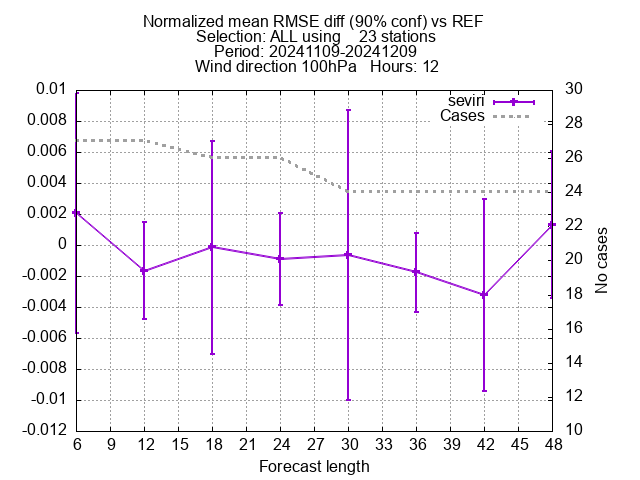 Normalized mean RMSE diff (90% conf) vs REF
Selection: ALL using    23 stations
Period: 20241109-20241209
Wind direction 100hPa   Hours: 12
seviri
Cases
0.01
0.008
0.006
0.004
0.002
0
-0.002
-0.004
-0.006
-0.008
-0.01
-0.012
30
28
26
24
22
20
18
16
14
12
10
No cases
6 9 12 15 18 21 24 27 30 33 36 39 42 45 48
Forecast length